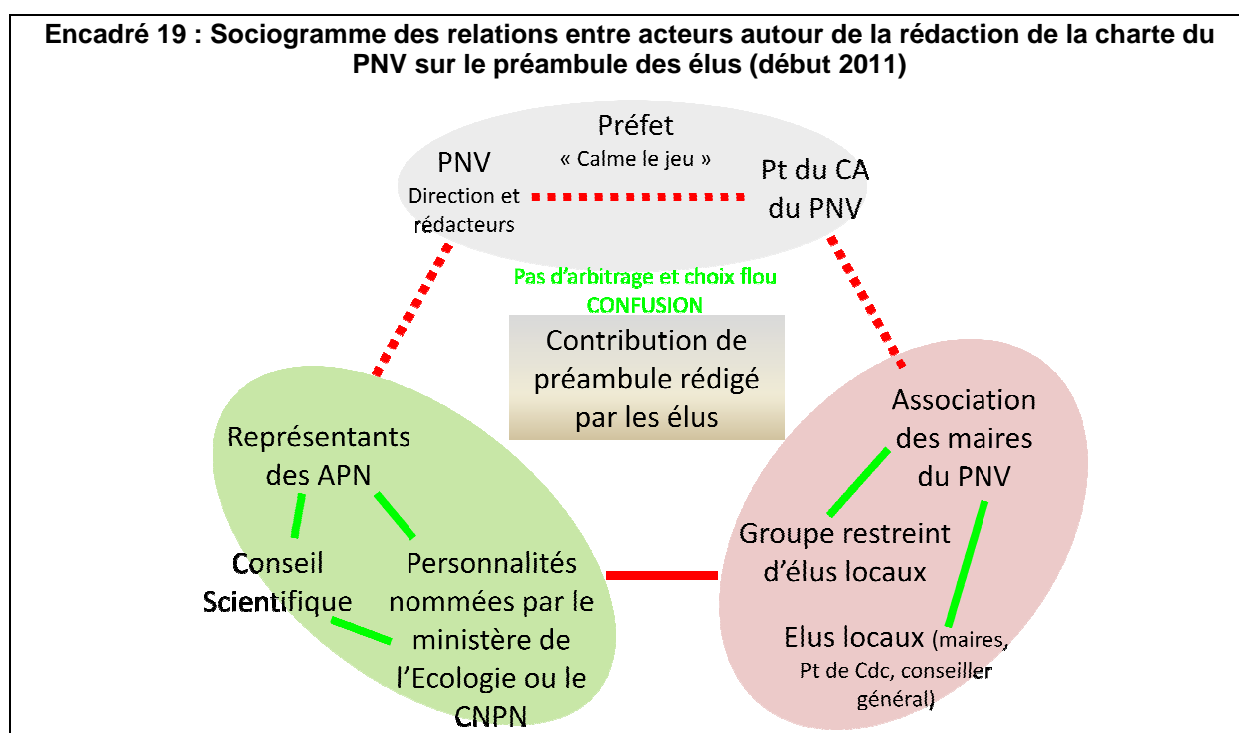 Encadré 19 : Sociogramme des relations entre acteurs autour de la rédaction de la charte du
PNV sur le préambule des élus (début 2011)
Préfet
« Calme le jeu »
PNV
Direction et
rédacteurs
Pt du CA
du PNV
Pas d'arbitrage et choix flou
CONFUSION
Contribution de
préambule rédigé
par les élus
Représentants
des APN
Conseil
Scientifique
Personnalités
nommées par le
ministère de
l'Ecologie ou le
CNPN
Association
des maires
du PNV
Groupe restreint
d'élus locaux
Elus locaux (maires,
Pt de Cdc, conseiller
général)